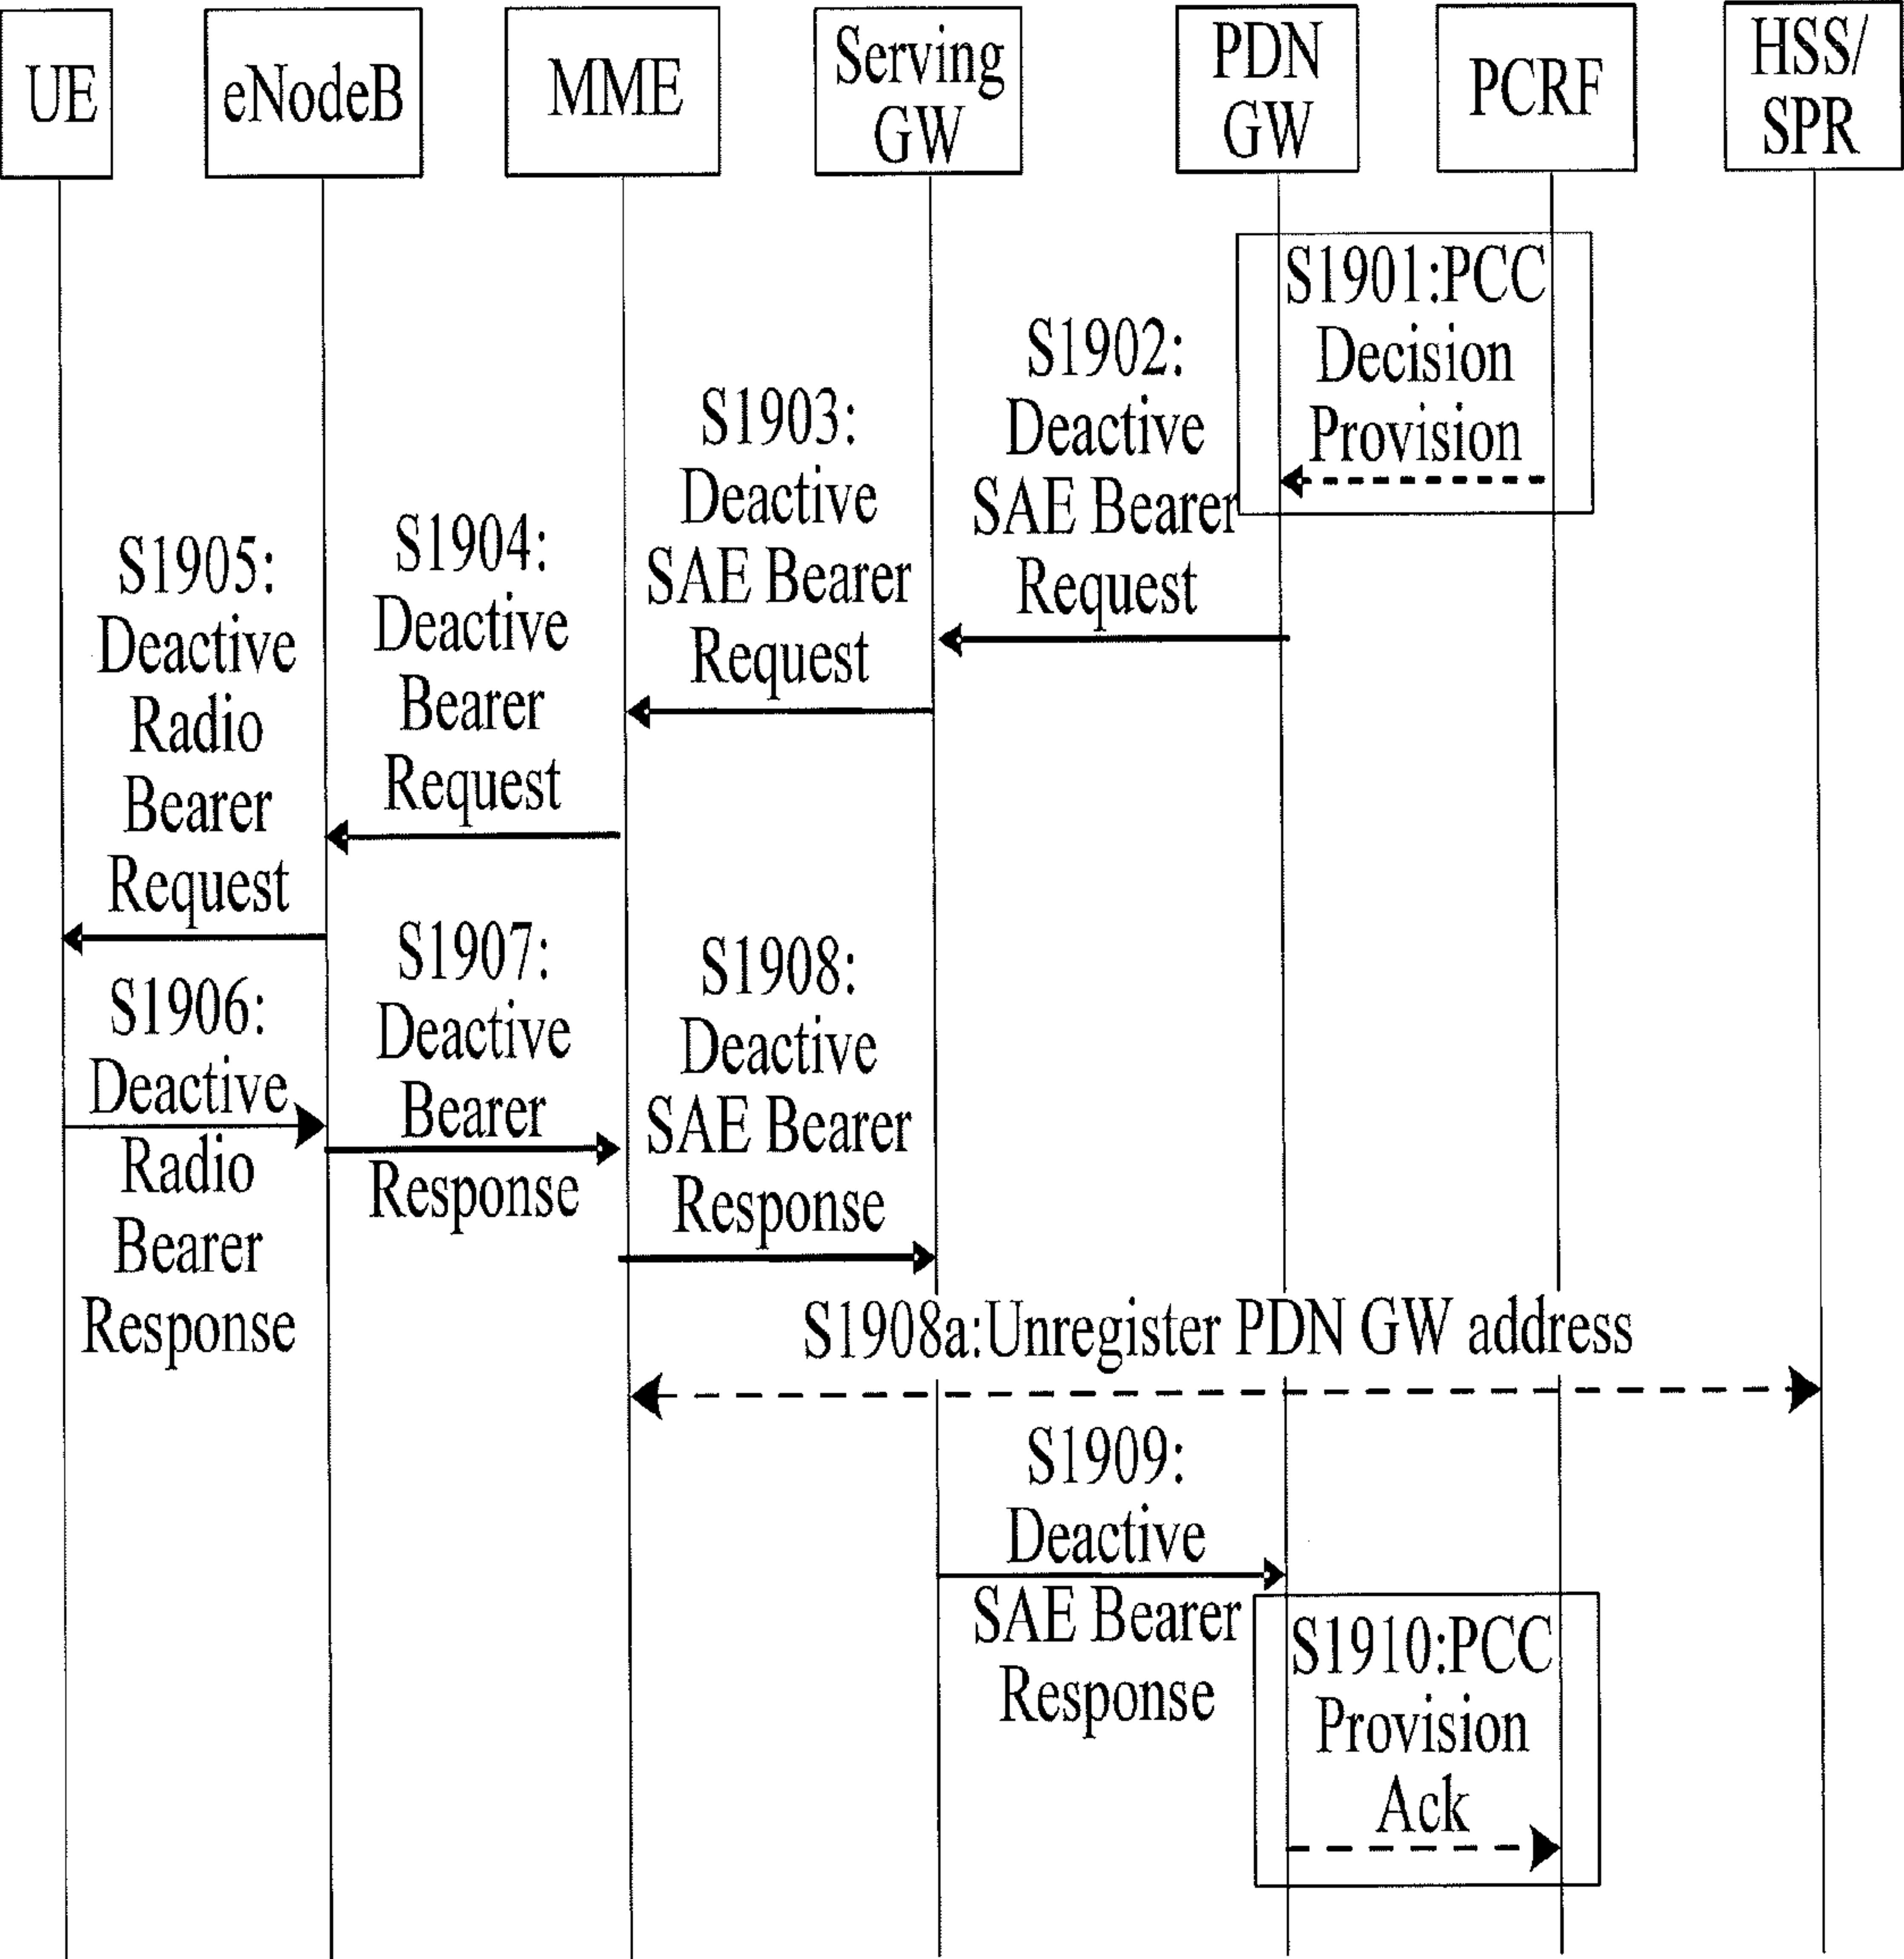 UE
eNodeB
MME
Serving
GW
PDN
GW
PCRF
HSS/
SPR
S1901:PCC
Decision
Provision
S1902:
Deactive
SAE Bearer
Request
S1903:
Deactive
SAE Bearer
Request
S1904:
Deactive
Bearer
Request
S1905:
Deactive
Radio
Bearer
Request
S1906:
Deactive
Radio
Bearer
Response
S1907:
Deactive
Bearer
Response
S1908:
Deactive
SAE Bearer
Response
S1908a:Unregister PDN GW address
S1909:
Deactive
SAE Bearer
Response
S1910:PCC
Provision
Ack